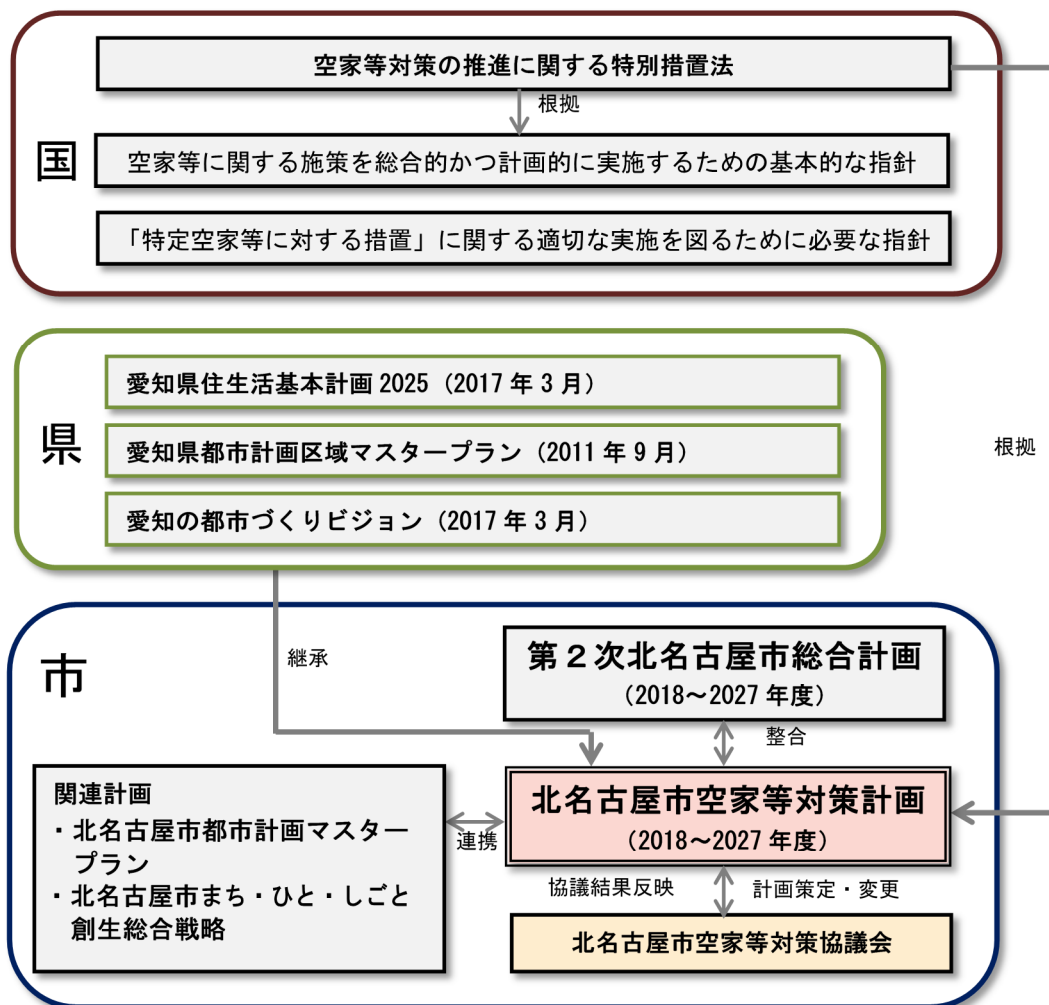 国
空家等対策の推進に関する特別措置法
根拠
空家等に関する施策を総合的かつ計画的に実施するための基本的な指針
「特定空家等に対する措置」に関する適切な実施を図るために必要な指針
県
愛知県住生活基本計画 2025（2017 年 3 月）
愛知県都市計画区域マスタープラン（2011 年 9 月）
愛知の都市づくりビジョン（2017 年 3 月）
根拠
市
継承
第２次北名古屋市総合計画
（2018～2027 年度）
整合
関連計画
・北名古屋市都市計画マスター
プラン
・北名古屋市まち・ひと・しごと
創生総合戦略
連携
北名古屋市空家等対策計画
（2018～2027 年度）
協議結果反映
計画策定・変更
北名古屋市空家等対策協議会